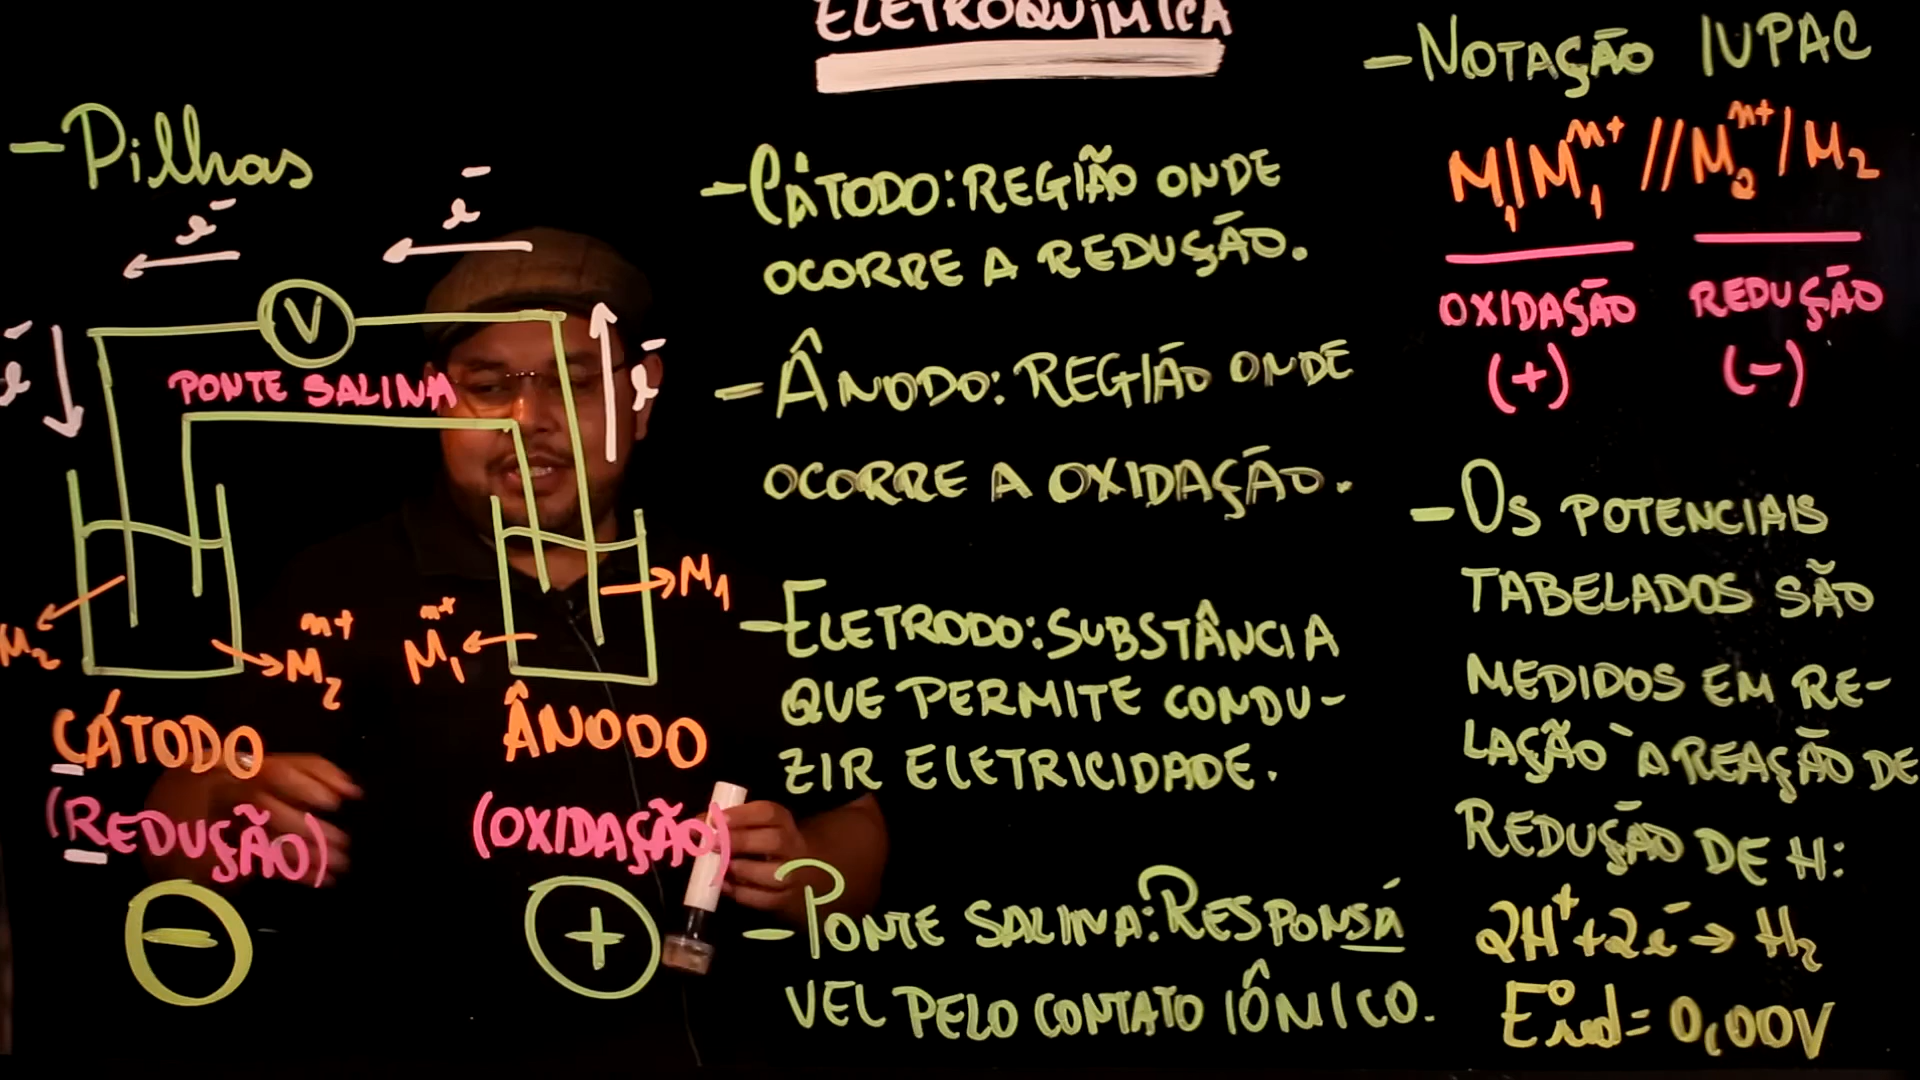 ELETROQUÍMICA
- Pilhas
e⁻
e⁻
V
e⁻
e⁻
PONTE SALINA
M₂
M₂ⁿ⁺
M₁ⁿ⁺
M₁
CÁTODO
(REDUÇÃO)
-
ÂNODO
(OXIDAÇÃO)
+
- CÁTODO: REGIÃO ONDE
OCORRE A REDUÇÃO.
- ÂNODO: REGIÃO ONDE
OCORRE A OXIDAÇÃO.
- ELETRODO: SUBSTÂNCIA
QUE PERMITE CONDU-
ZIR ELETRICIDADE.
- PONTE SALINA: RESPONSÁ
VEL PELO CONTATO IÔNICO.
- NOTAÇÃO IUPAC
M₁/M₁ⁿ⁺//M₂ⁿ⁺/M₂
OXIDAÇÃO REDUÇÃO
(+) (-)
- OS POTENCIAIS
TABELADOS SÃO
MEDIDOS EM RE-
LAÇÃO À REAÇÃO DE
REDUÇÃO DE H:
2H⁺+2e⁻→H₂
E°red=0,00V